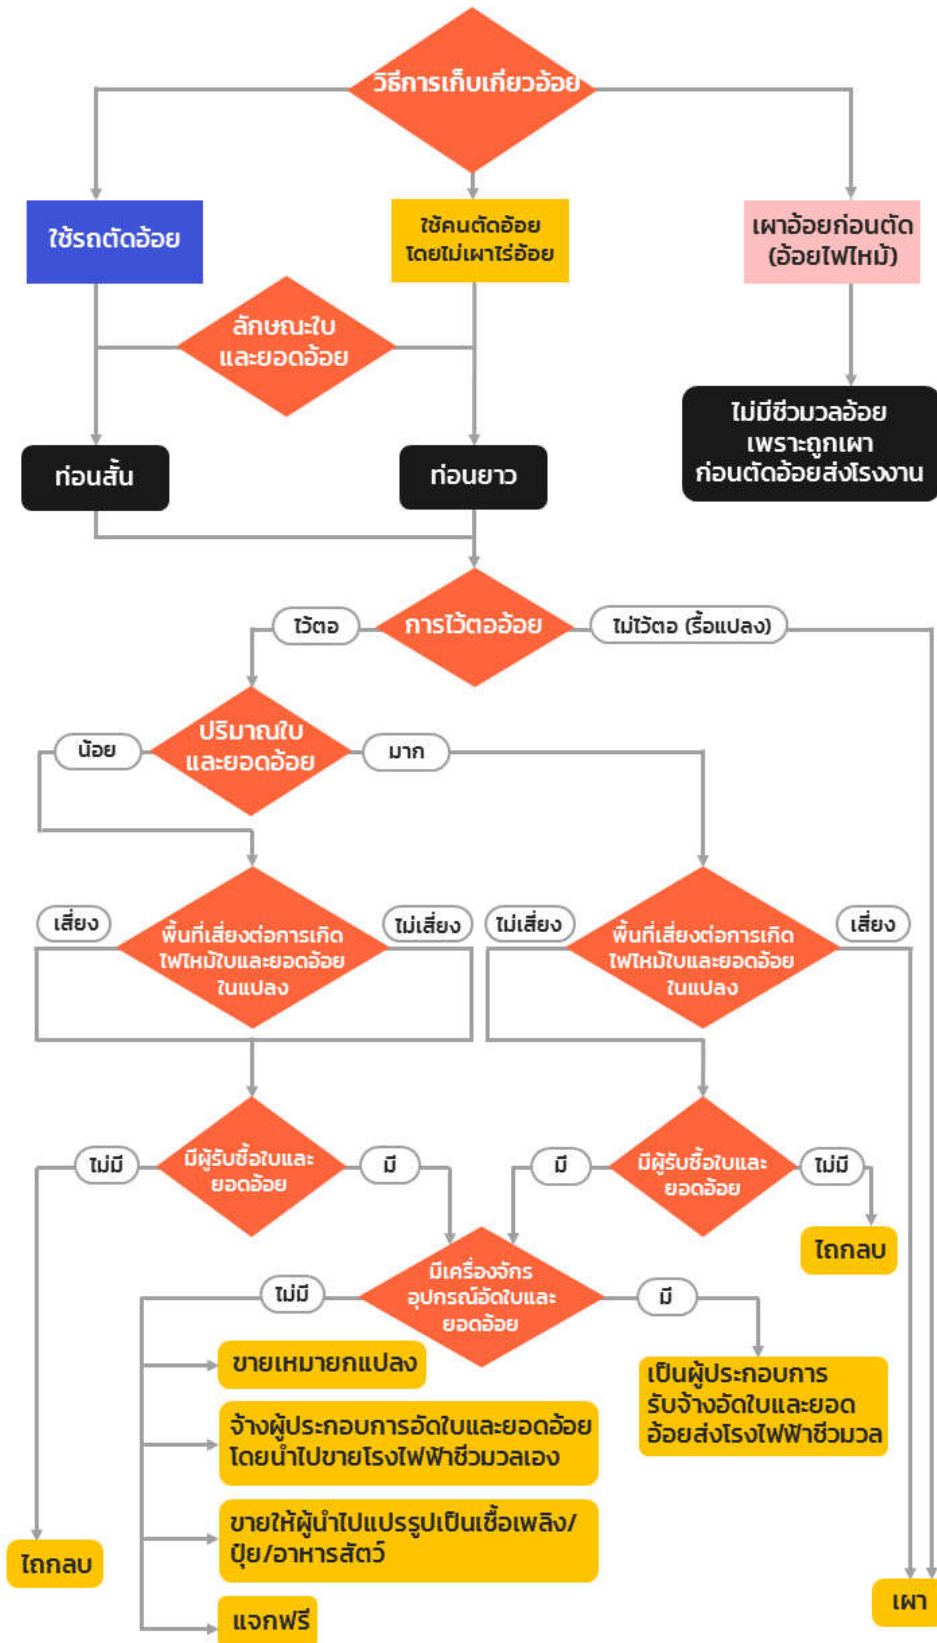 วิธีการเก็บเกี่ยวอ้อย
ใช้รถตัดอ้อย
ใช้คนตัดอ้อย
โดยไม่เผาไร่อ้อย
เผาอ้อยก่อนตัด
(อ้อยไฟไหม้)
ลักษณะใบ
และยอดอ้อย
ไม่มีชีวมวลอ้อย
เพราะถูกเผา
ก่อนตัดอ้อยส่งโรงงาน
ท่อนสั้น
ท่อนยาว
ไว้ตอ
การไว้ตออ้อย
ไม่ไว้ตอ (รื้อแปลง)
น้อย
ปริมาณใบ
และยอดอ้อย
มาก
เสี่ยง
พื้นที่เสี่ยงต่อการเกิด
ไฟไหม้ใบและยอดอ้อย
ในแปลง
ไม่เสี่ยง
ไม่เสี่ยง
พื้นที่เสี่ยงต่อการเกิด
ไฟไหม้ใบและยอดอ้อย
ในแปลง
เสี่ยง
ไม่มี
มีผู้รับซื้อใบและ
ยอดอ้อย
มี
มี
มีผู้รับซื้อใบและ
ยอดอ้อย
ไม่มี
ไถกลบ
ไม่มี
มีเครื่องจักร
อุปกรณ์อัดใบและ
ยอดอ้อย
มี
ขายเหมายกแปลง
เป็นผู้ประกอบการ
รับจ้างอัดใบและยอด
อ้อยส่งโรงไฟฟ้าชีวมวล
จ้างผู้ประกอบการอัดใบและยอดอ้อย
โดยนำไปขายโรงไฟฟ้าชีวมวลเอง
ขายให้ผู้นำไปแปรรูปเป็นเชื้อเพลิง/
ปุ๋ย/อาหารสัตว์
ไถกลบ
แจกฟรี
เผา